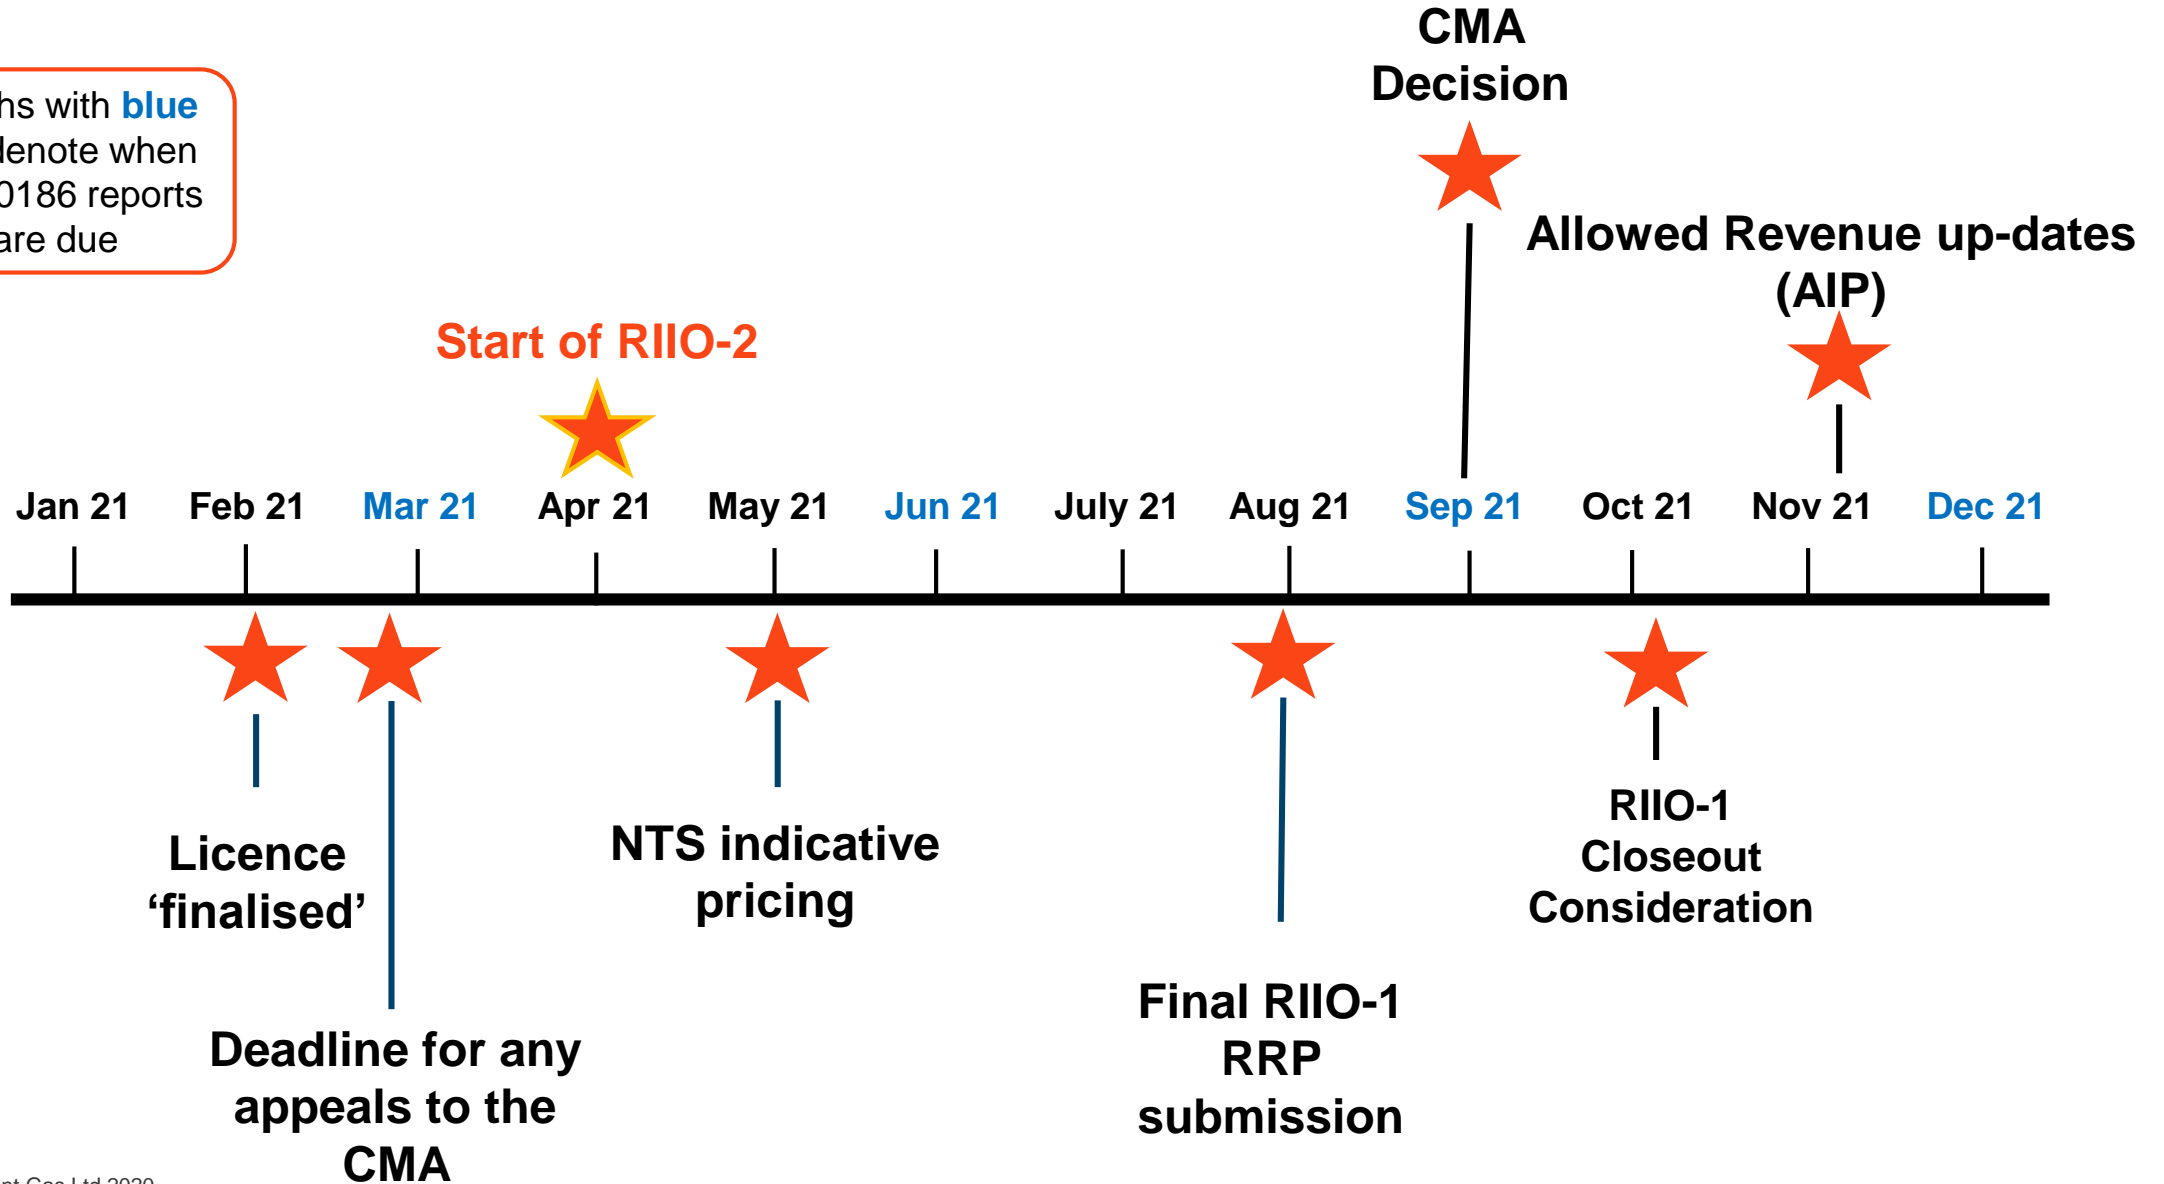 CMA
Decision
with blue
denote when
0186 reports
are due
Allowed Revenue up-dates
(AIP)
Start of RIIO-2
Jan 21 Feb 21 Mar 21 Apr 21 May 21 Jun 21 July 21 Aug 21 Sep 21 Oct 21 Nov 21 Dec 21
Licence
‘finalised’
NTS indicative
pricing
RIIO-1
Closeout
Consideration
Final RIIO-1
RRP
submission
Deadline for any
appeals to the
CMA
Ltd 2020